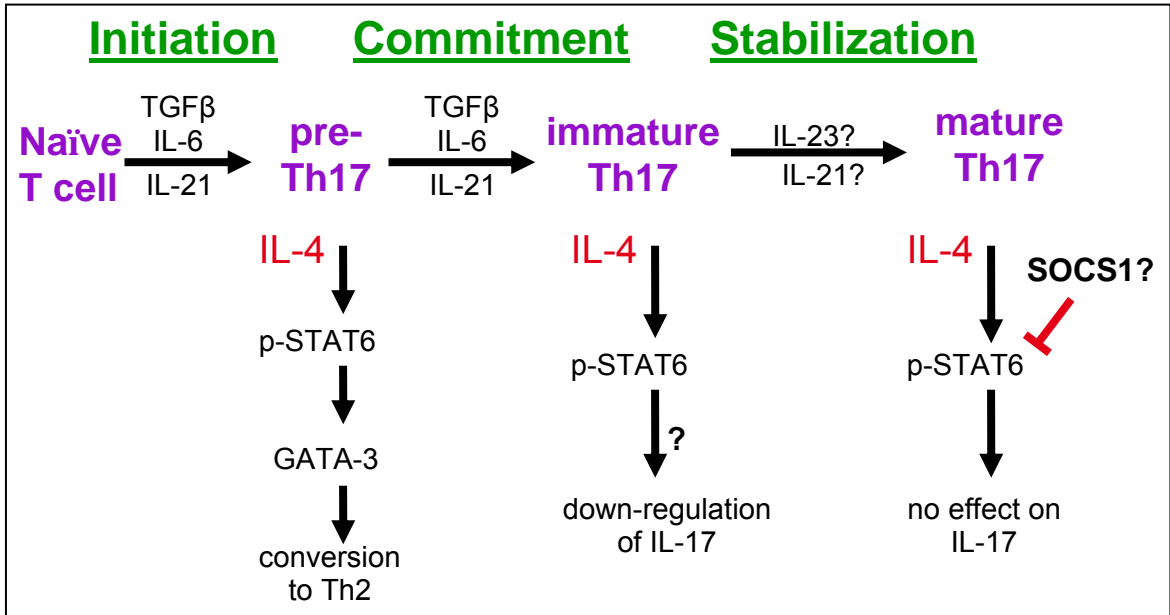 Initiation Commitment Stabilization
TGFβ
IL-6
IL-21
TGFβ
IL-6
IL-21
IL-23?
IL-21?
Naïve
T cell
pre-
Th17
immature
Th17
mature
Th17
IL-4
IL-4
IL-4
SOCS1?
p-STAT6
p-STAT6
p-STAT6
?
GATA-3
conversion
to Th2
down-regulation
of IL-17
no effect on
IL-17